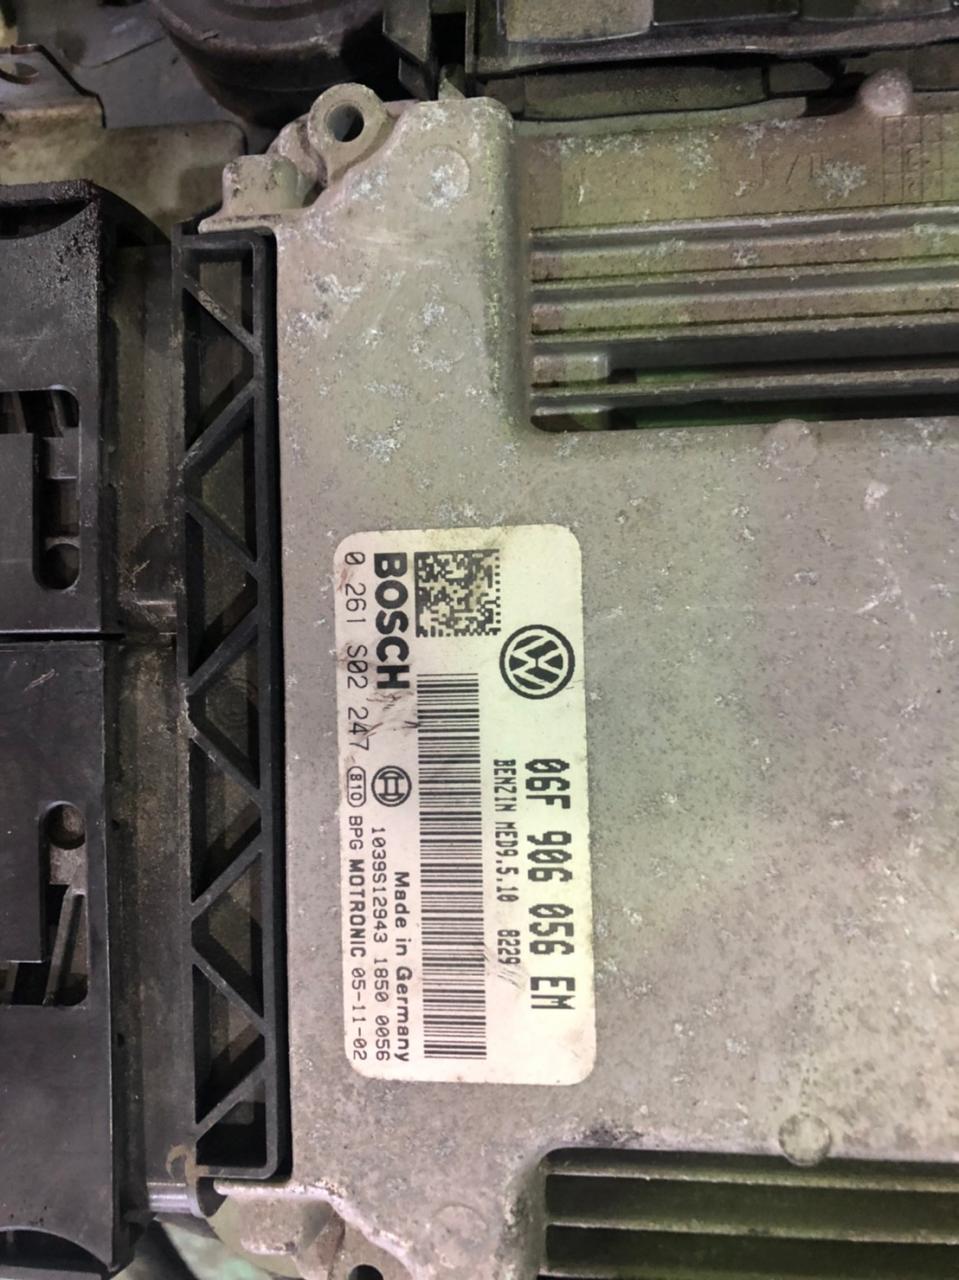 06F 906 056 EM
BENZIN MED9.5.10 8229
BOSCH
Made in Germany
1039S12943 1850 0056
0 261 S02 247 810 BPG MOTRONIC 05-11-02